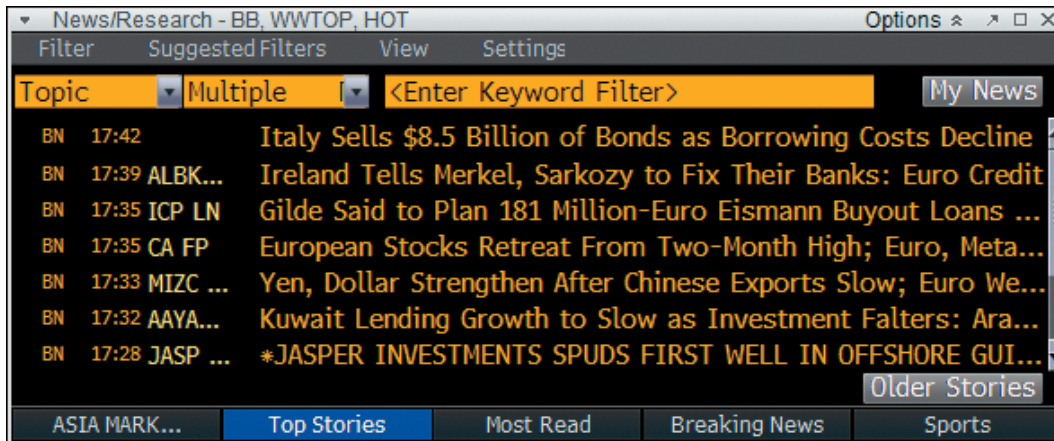 News/Research - BB, WWTOP, HOT Options
Filter Suggested Filters View Settings
Topic Multiple <Enter Keyword Filter> My News
BN 17:42 Italy Sells $8.5 Billion of Bonds as Borrowing Costs Decline
BN 17:39 ALBK... Ireland Tells Merkel, Sarkozy to Fix Their Banks: Euro Credit
BN 17:35 ICP LN Gilde Said to Plan 181 Million-Euro Eismann Buyout Loans ...
BN 17:35 CA FP European Stocks Retreat From Two-Month High; Euro, Meta...
BN 17:33 MIZC ... Yen, Dollar Strengthen After Chinese Exports Slow; Euro We...
BN 17:32 AAYA... Kuwait Lending Growth to Slow as Investment Falters: Ara...
BN 17:28 JASP ... *JASPER INVESTMENTS SPUDS FIRST WELL IN OFFSHORE GUI...
Older Stories
ASIA MARK... Top Stories Most Read Breaking News Sports